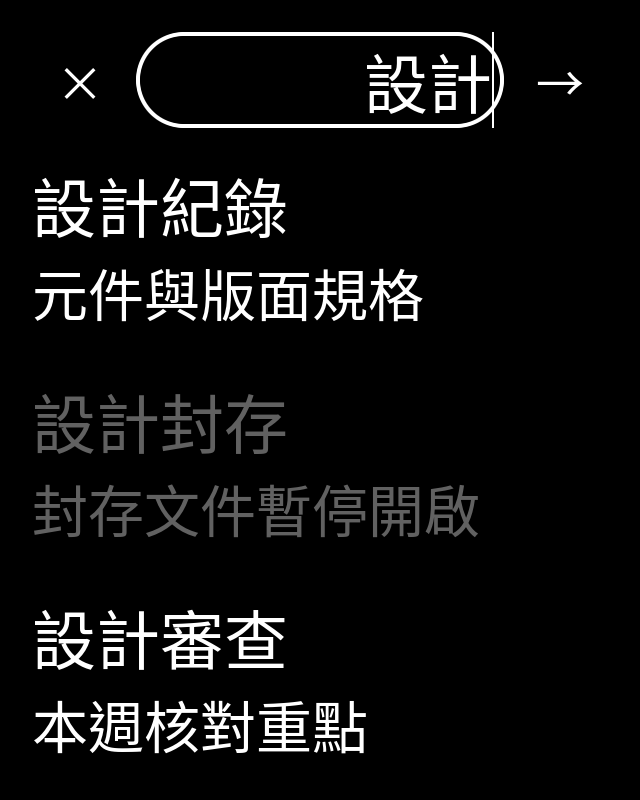 設計
設計紀錄
元件與版面規格
設計封存
封存文件暫停開啟
設計審查
本週核對重點